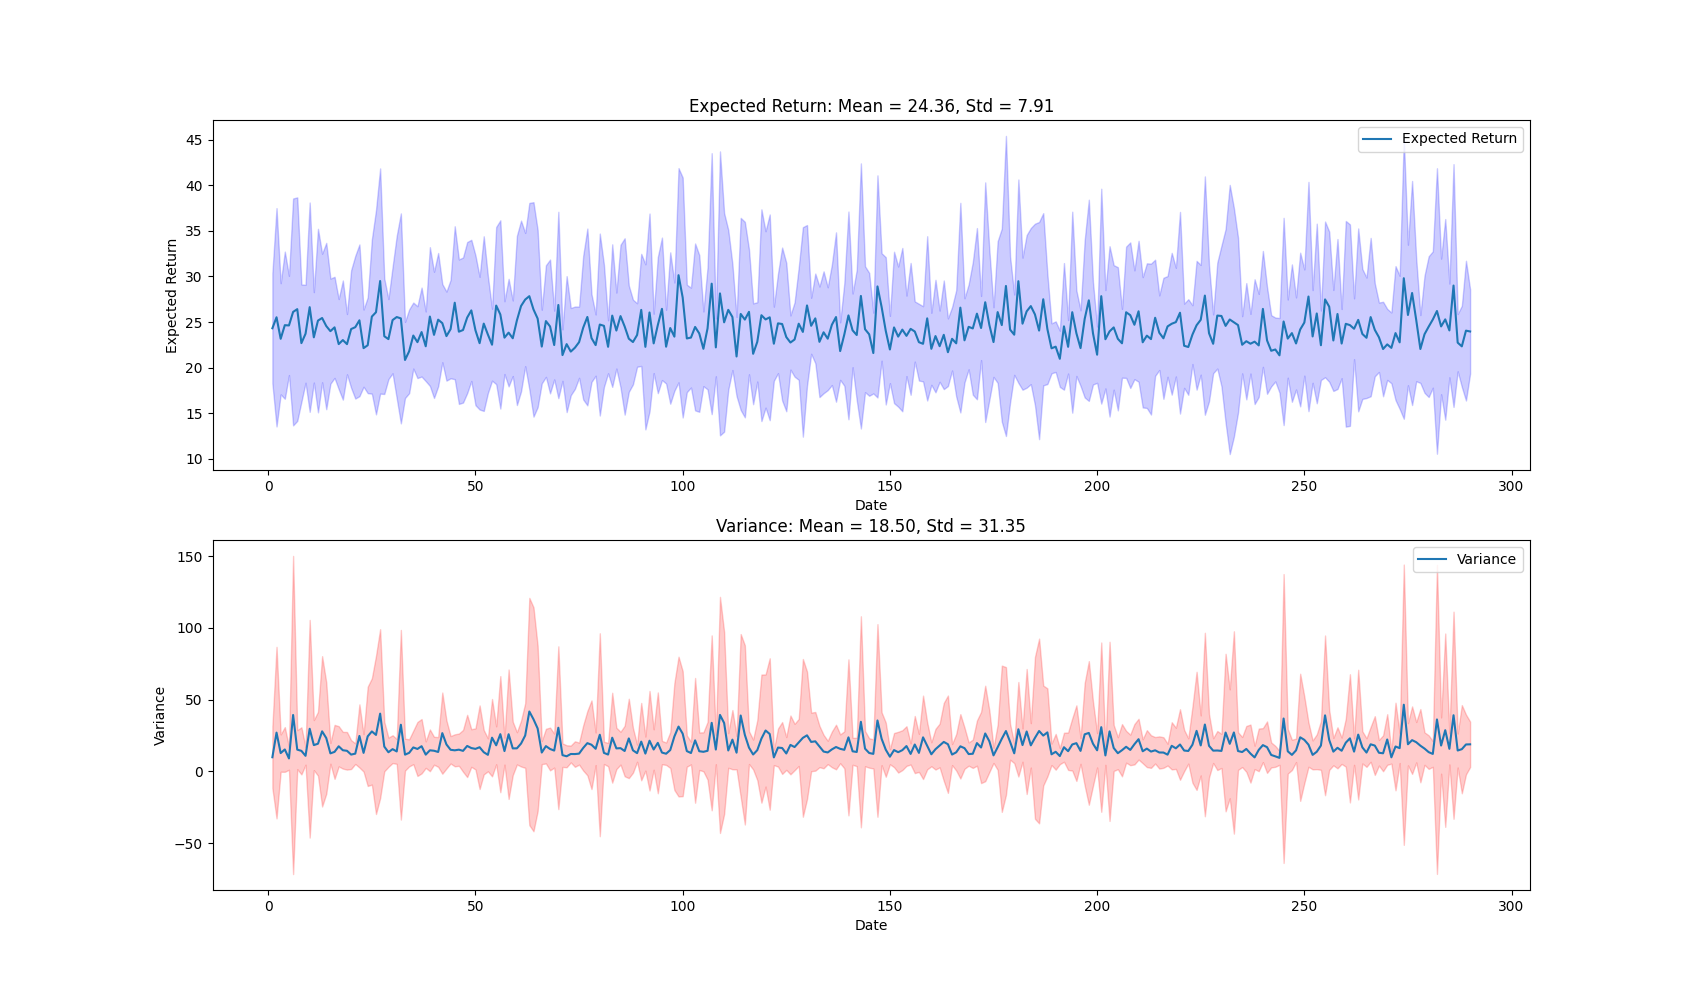 Expected Return: Mean = 24.36, Std = 7.91
Expected Return
45
40
35
30
25
20
15
10
Expected Return
0 50 100 150 200 250 300
Date
Variance: Mean = 18.50, Std = 31.35
Variance
150
100
50
0
−50
Variance
0 50 100 150 200 250 300
Date